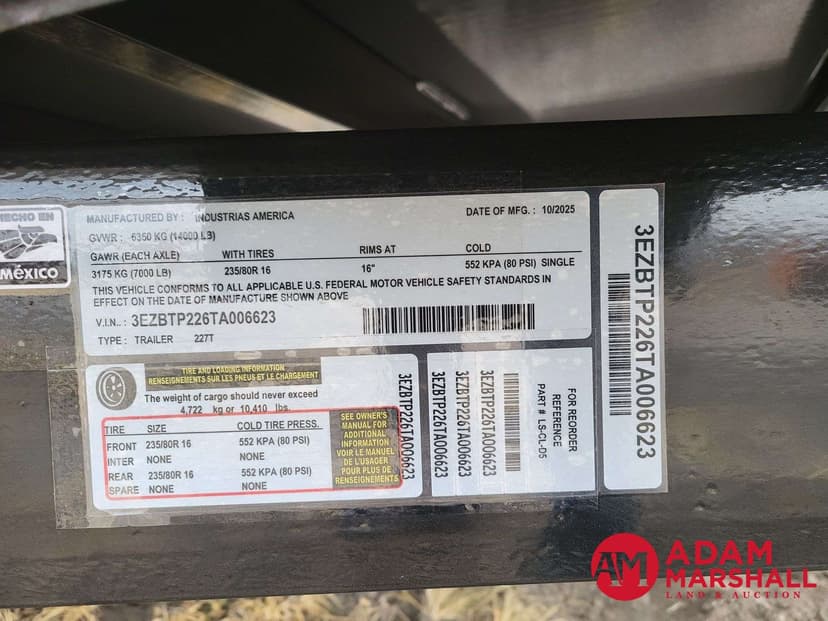 HECHO EN
México
MANUFACTURED BY: INDUSTRIAS AMERICA
DATE OF MFG. : 10/2025
GVWR : 6350 KG (14000 LB)
GAWR (EACH AXLE) WITH TIRES RIMS AT COLD
3175 KG (7000 LB) 235/80R 16 16" 552 KPA (80 PSI) SINGLE
THIS VEHICLE CONFORMS TO ALL APPLICABLE U.S. FEDERAL MOTOR VEHICLE SAFETY STANDARDS IN
EFFECT ON THE DATE OF MANUFACTURE SHOWN ABOVE
V.I.N.: 3EZBTP226TA006623
TYPE: TRAILER 227T
TIRE AND LOADING INFORMATION
RENSEIGNEMENTS SUR LES PNEUS ET LE CHARGEMENT
The weight of cargo should never exceed
4,722 kg or 10,410 lbs.
TIRE SIZE COLD TIRE PRESS.
FRONT 235/80R 16 552 KPA (80 PSI)
INTER NONE NONE
REAR 235/80R 16 552 KPA (80 PSI)
SPARE NONE NONE
SEE OWNER'S
MANUAL FOR
ADDITIONAL
INFORMATION
VOIR LE MANUEL
DE L'USAGER
POUR PLUS DE
RENSEIGNEMENTS
3EZBTP226TA006623
3EZBTP226TA006623
3EZBTP226TA006623
3EZBTP226TA006623
FOR REORDER
REFERENCE
PART # LS-CL-D5
3EZBTP226TA006623
AM
ADAM
MARSHALL
LAND & AUCTION